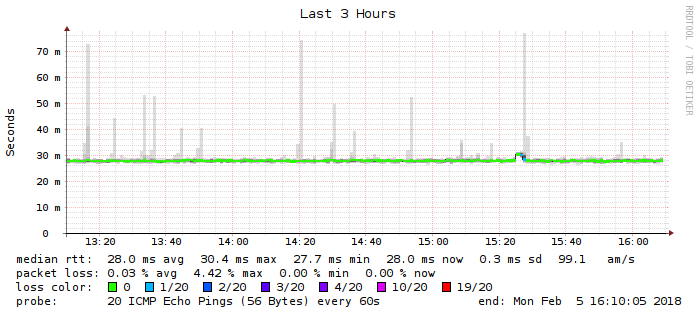 Last 3 Hours
RRDTOOL / TOBI OETIKER
Seconds
70 m
60 m
50 m
40 m
30 m
20 m
10 m
0
13:20 13:40 14:00 14:20 14:40 15:00 15:20 15:40 16:00
median rtt: 28.0 ms avg 30.4 ms max 27.7 ms min 28.0 ms now 0.3 ms sd 99.1 am/s
packet loss: 0.03 % avg 4.42 % max 0.00 % min 0.00 % now
loss color: 0 1/20 2/20 3/20 4/20 10/20 19/20
probe: 20 ICMP Echo Pings (56 Bytes) every 60s end: Mon Feb 5 16:10:05 2018